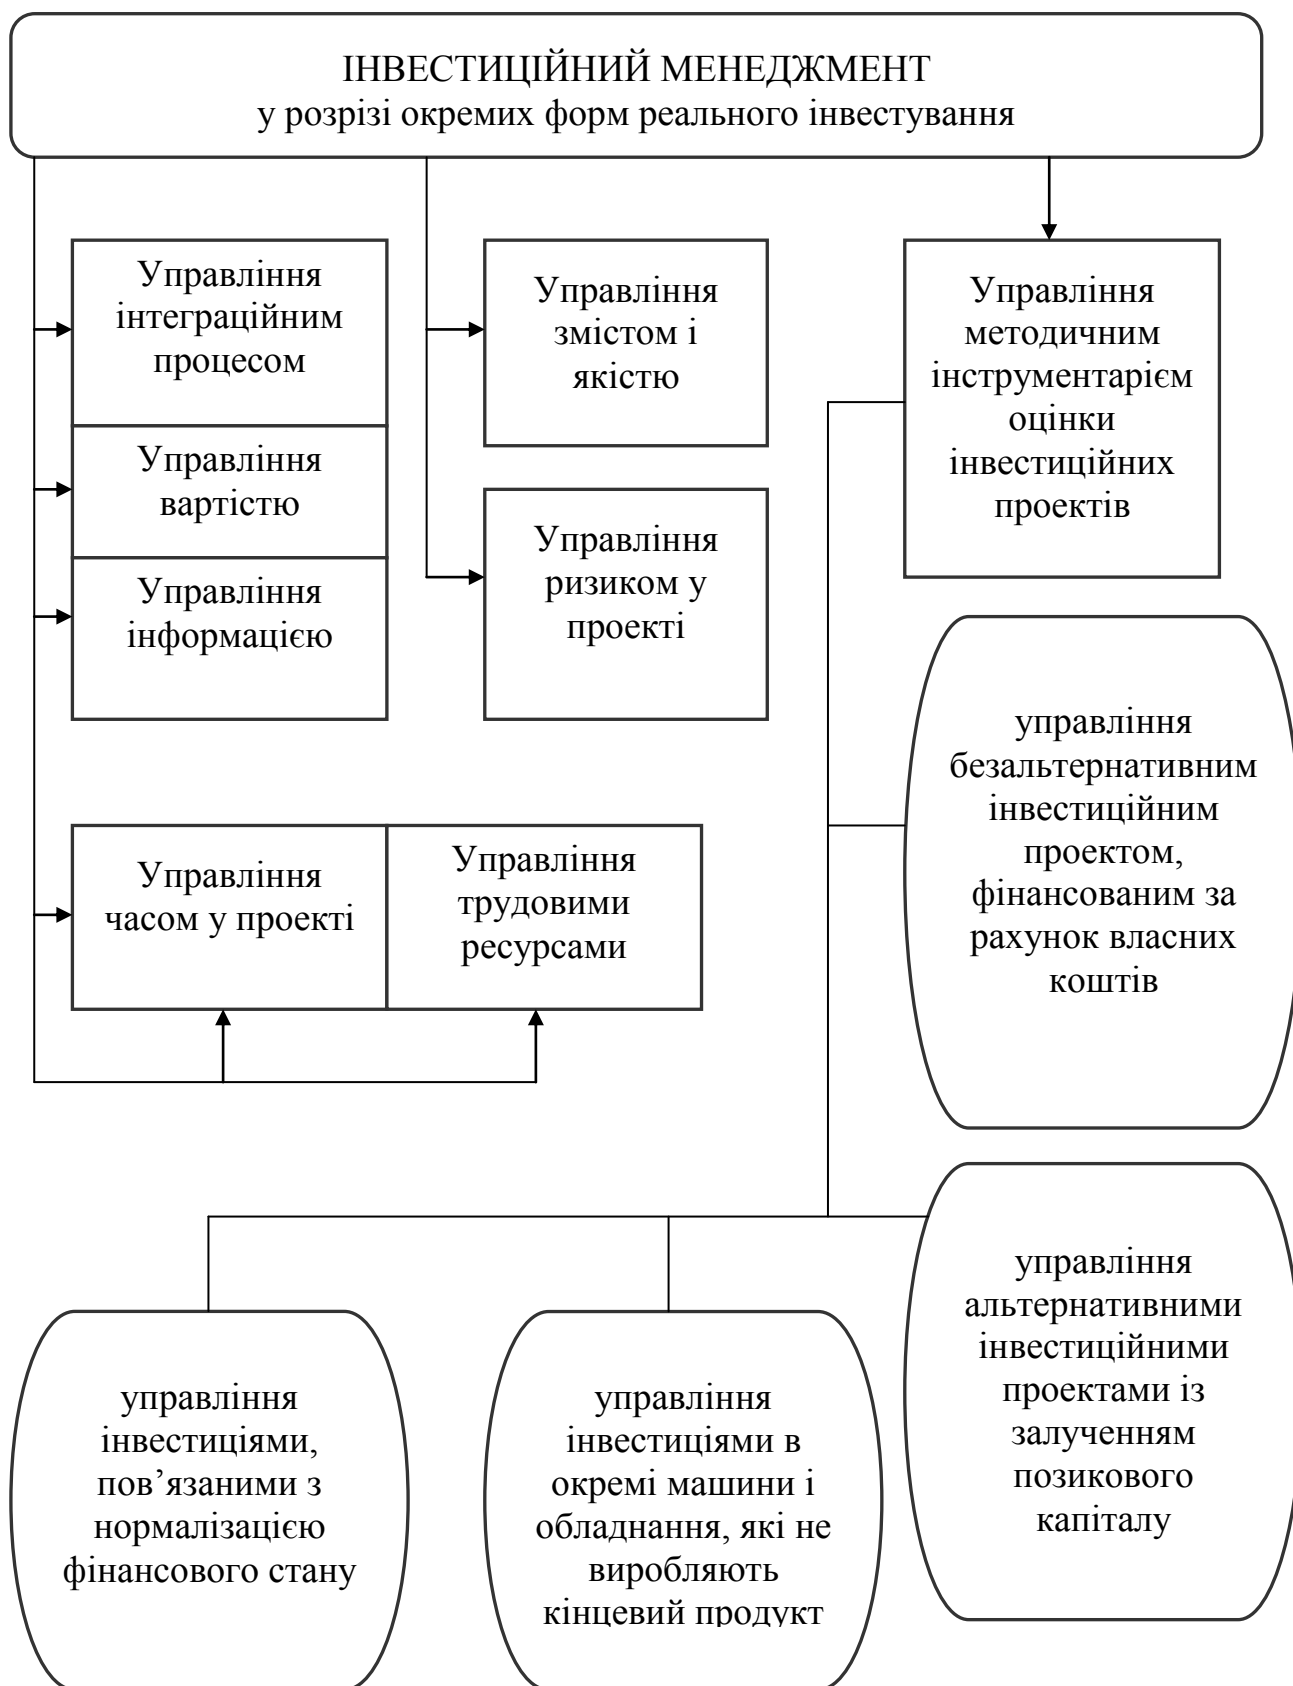 ІНВЕСТИЦІЙНИЙ МЕНЕДЖМЕНТ
у розрізі окремих форм реального інвестування
Управління
інтеграційним
процесом
Управління
вартістю
Управління
інформацією
Управління
змістом і
якістю
Управління
ризиком у
проекті
Управління
методичним
інструментарієм
оцінки
інвестиційних
проектів
Управління
часом у проекті
Управління
трудовими
ресурсами
управління
безальтернативним
інвестиційним
проектом,
фінансованим за
рахунок власних
коштів
управління
альтернативними
інвестиційними
проектами із
залученням
позикового
капіталу
управління
інвестиціями,
пов’язаними з
нормалізацією
фінансового стану
управління
інвестиціями в
окремі машини і
обладнання, які не
виробляють
кінцевий продукт